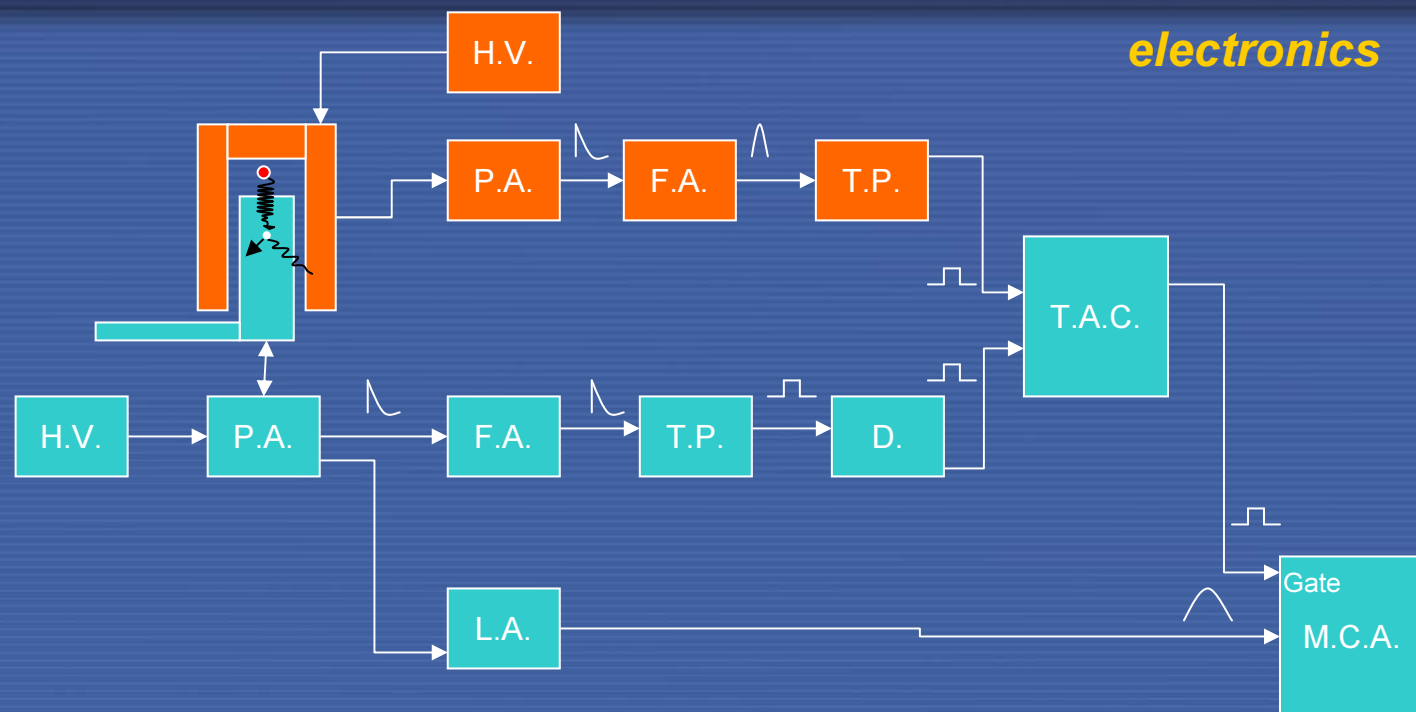 electronics
H.V.
P.A.
F.A.
T.P.
T.A.C.
H.V.
P.A.
F.A.
T.P.
D.
L.A.
Gate
M.C.A.